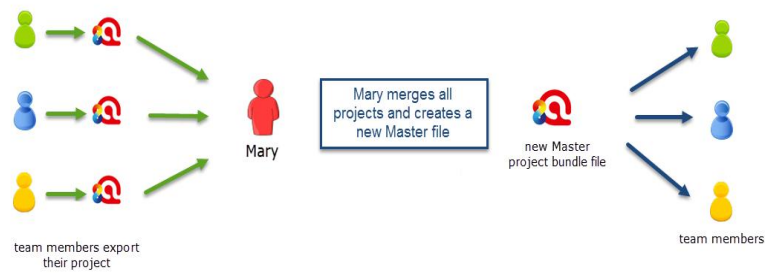 Mary merges all
projects and creates a
new Master file
Mary
new Master
project bundle file
team members export
their project
team members